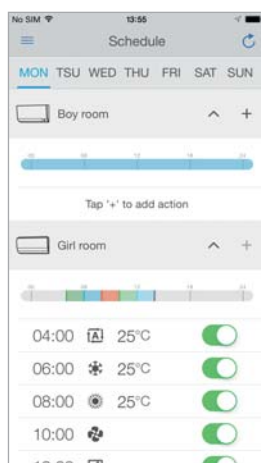 No SIM 13:55
Schedule
MON TSU WED THU FRI SAT SUN
Boy room ^ +
Tap '+' to add action
Girl room ^ +
04:00 A 25°C
06:00 25°C
08:00 25°C
10:00